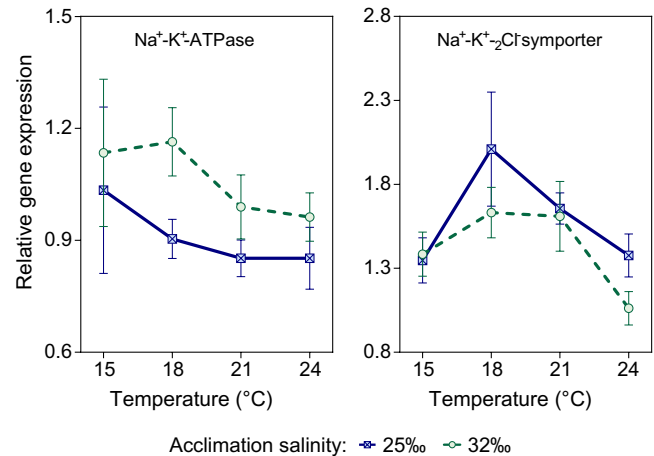 Na⁺-K⁺-ATPase
Na⁺-K⁺-₂Cl⁻symporter
Relative gene expression
1.5
1.2
0.9
0.6
2.8
2.3
1.8
1.3
0.8
15 18 21 24
15 18 21 24
Temperature (°C)
Temperature (°C)
Acclimation salinity: 25‰ 32‰